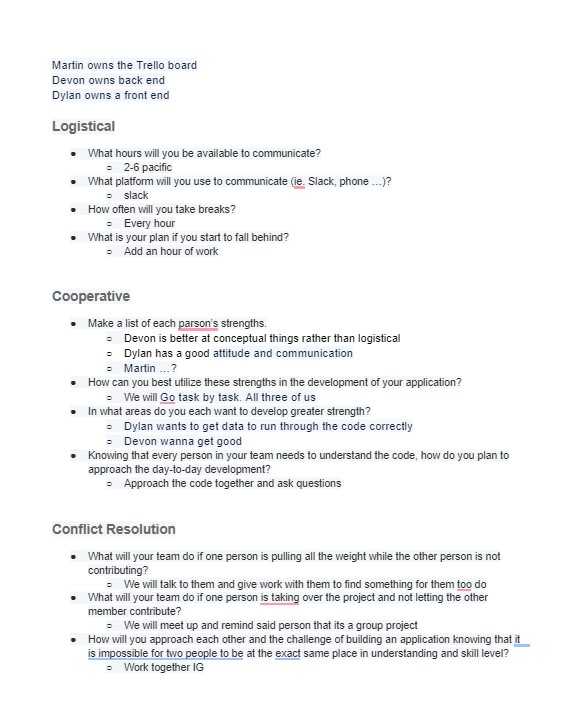 Martin owns the Trello board
Devon owns back end
Dylan owns a front end
Logistical
• What hours will you be available to communicate?
○ 2-6 pacific
• What platform will you use to communicate (ie. Slack, phone ...)?
○ slack
• How often will you take breaks?
○ Every hour
• What is your plan if you start to fall behind?
○ Add an hour of work
Cooperative
• Make a list of each parson's strengths.
○ Devon is better at conceptual things rather than logistical
○ Dylan has a good attitude and communication
○ Martin ...?
• How can you best utilize these strengths in the development of your application?
○ We will Go task by task. All three of us
• In what areas do you each want to develop greater strength?
○ Dylan wants to get data to run through the code correctly
○ Devon wanna get good
• Knowing that every person in your team needs to understand the code, how do you plan to
approach the day-to-day development?
○ Approach the code together and ask questions
Conflict Resolution
• What will your team do if one person is pulling all the weight while the other person is not
contributing?
○ We will talk to them and give work with them to find something for them too do
• What will your team do if one person is taking over the project and not letting the other
member contribute?
○ We will meet up and remind said person that its a group project
• How will you approach each other and the challenge of building an application knowing that it
is impossible for two people to be at the exact same place in understanding and skill level?
○ Work together IG